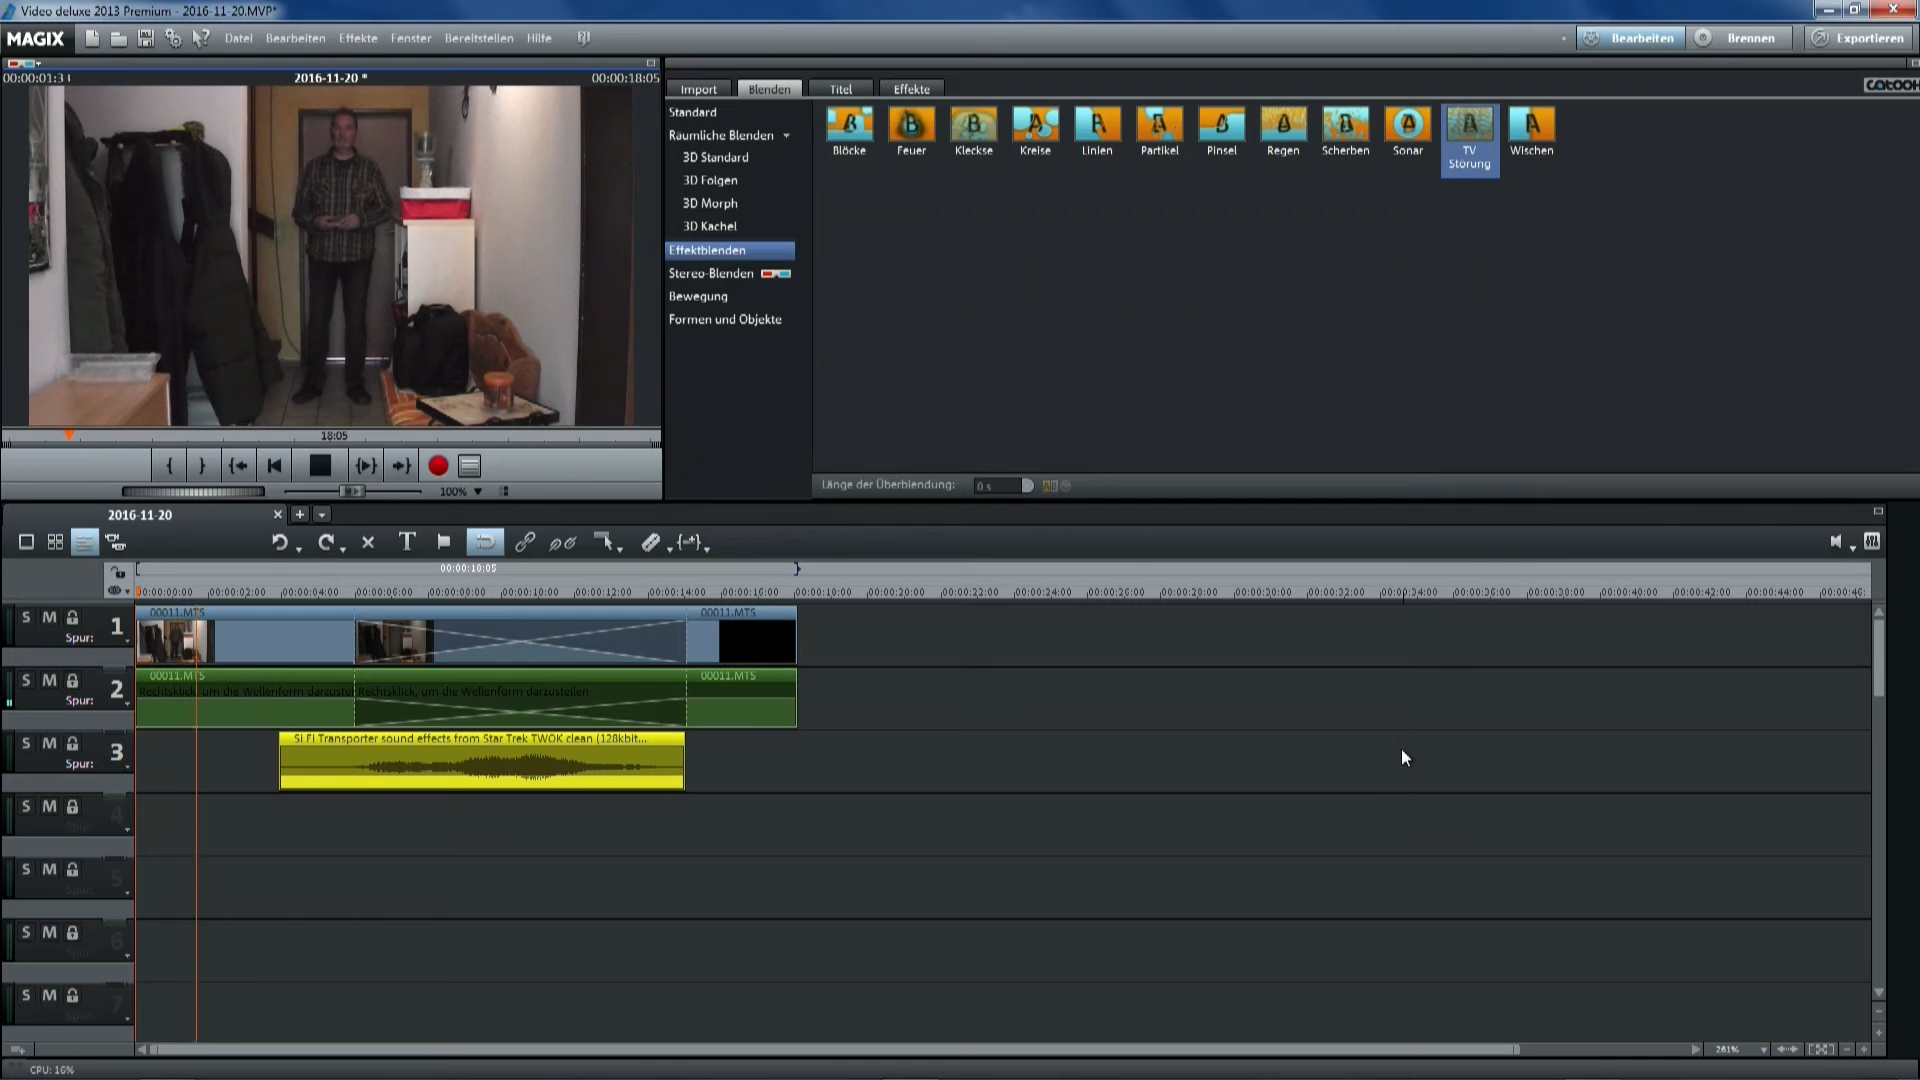 Video deluxe 2013 Premium - 2016-11-20.MVP*
MAGIX Datei Bearbeiten Effekte Fenster Bereitstellen Hilfe
Bearbeiten Brennen Exportieren
2016-11-20 * 00:00:18:05
Import Blenden Titel Effekte
Standard
Räumliche Blenden
3D Standard
3D Folgen
3D Morph
3D Kachel
Effektblenden
Stereo-Blenden
Bewegung
Formen und Objekte
Blöcke Feuer Kleckse Kreise Linien Partikel Pinsel Regen Scherben Sonar TV Störung Wischen
18:05
100%
Länge der Überblendung: 0 s
2016-11-20
00:00:10:05
00:00:02:00 00:00:04:00 00:00:06:00 00:00:08:00 00:00:10:00 00:00:12:00 00:00:14:00 00:00:16:00 00:00:18:00 00:00:20:00 00:00:22:00 00:00:24:00 00:00:26:00 00:00:28:00 00:00:30:00 00:00:32:00 00:00:34:00 00:00:36:00 00:00:38:00 00:00:40:00 00:00:42:00 00:00:44:00 00:00:46:
S M 1
Spur:
00011.MTS 00011.MTS
S M 2
Spur:
00011.MTS 00011.MTS
Rechtsklick, um die Wellenform darzuste Rechtsklick, um die Wellenform darzustellen
S M 3
Spur:
Si Fi Transporter sound effects from Star Trek TWOK clean (128kbit...
S M 4
Spur:
S M 5
Spur:
S M 6
Spur:
S M 7
Spur:
261%
CPU: 16%